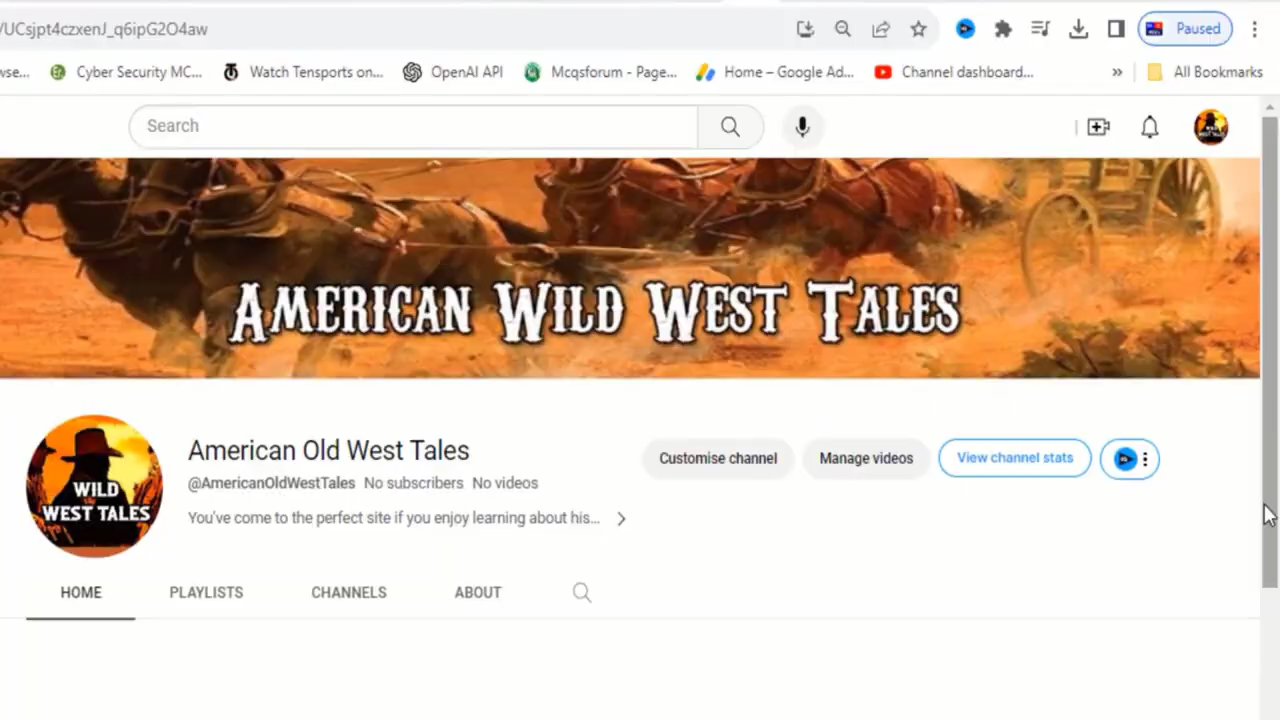 /UCsjpt4czxenJ_q6ipG2O4aw
Paused
wse... Cyber Security MC... Watch Tensports on... OpenAI API Mcqsforum - Page... Home – Google Ad... Channel dashboard... » All Bookmarks
Search
AMERICAN WILD WEST TALES
WILD
WEST TALES
American Old West Tales
@AmericanOldWestTales No subscribers No videos
You've come to the perfect site if you enjoy learning about his...
Customise channel Manage videos View channel stats
HOME PLAYLISTS CHANNELS ABOUT